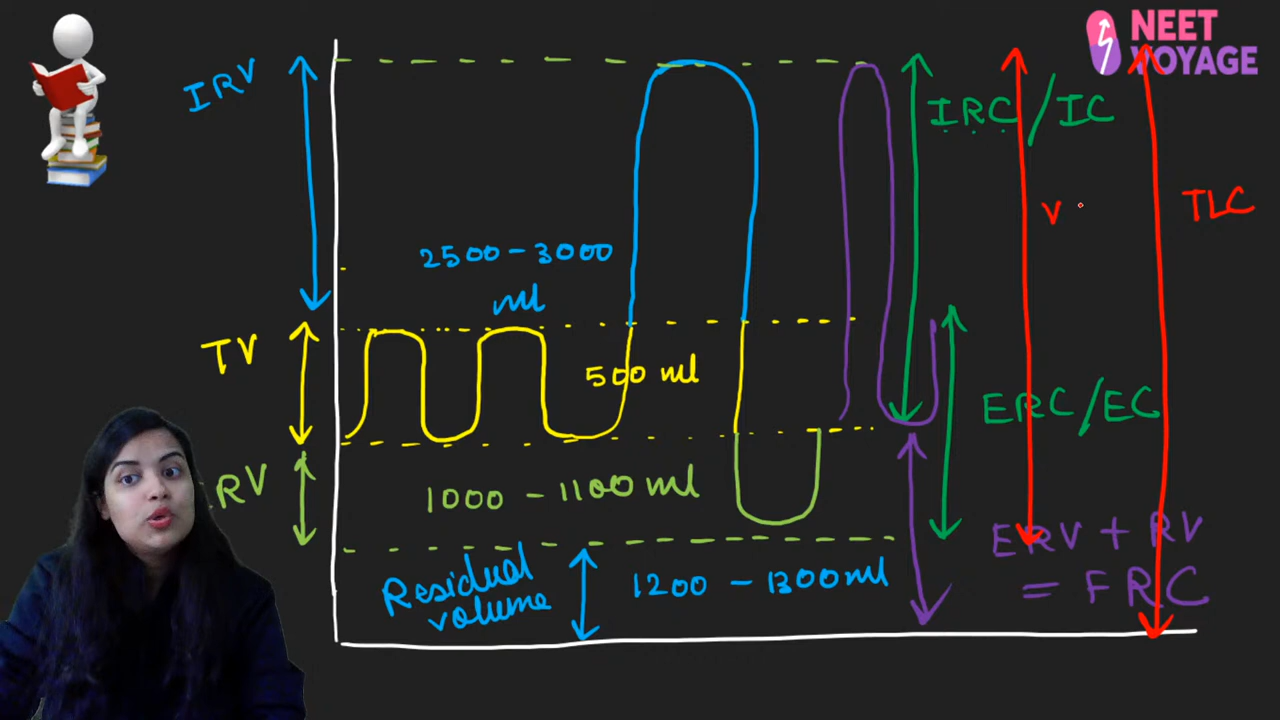 NEET
VOYAGE
IRV
IRC/IC
V
TLC
2500-3000
ml
TV
500 ml
ERC/EC
RV
1000 - 1100 ml
ERV + RV
= FRC
Residual
volume
1200 - 1300 ml